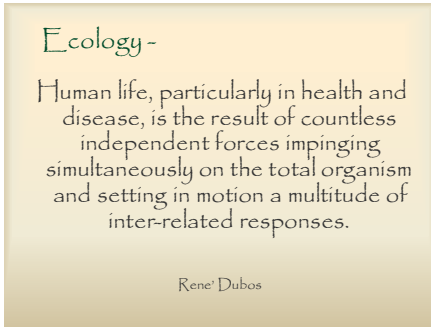 Ecology -
Human life, particularly in health and
disease, is the result of countless
independent forces impinging
simultaneously on the total organism
and setting in motion a multitude of
inter-related responses.
Rene' Dubos